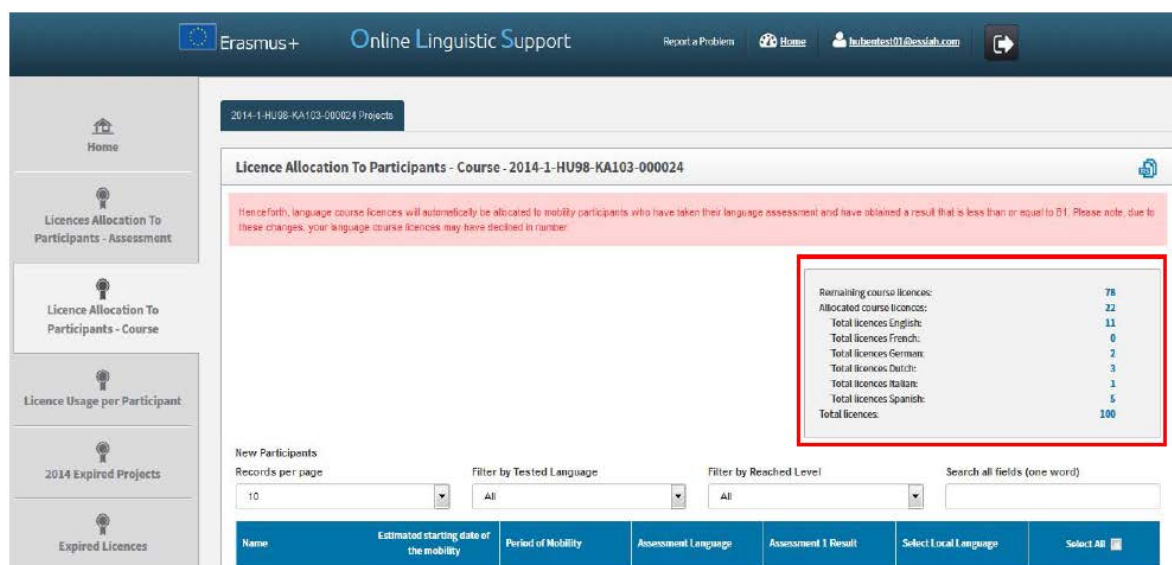 Erasmus+ Online Linguistic Support Report a Problem Home hubentest01@essiah.com
Home
Licences Allocation To
Participants - Assessment
Licence Allocation To
Participants - Course
Licence Usage per Participant
2014 Expired Projects
Expired Licences
2014-1-HU98-KA103-000024 Projects
Licence Allocation To Participants - Course - 2014-1-HU98-KA103-000024
Henceforth, language course licences will automatically be allocated to mobility participants who have taken their language assessment and have obtained a result that is less than or equal to B1. Please note, due to
these changes, your language course licences may have declined in number.
Remaining course licences: 78
Allocated course licences: 22
Total licences English: 11
Total licences French: 0
Total licences German: 2
Total licences Dutch: 3
Total licences Italian: 1
Total licences Spanish: 5
Total licences: 100
New Participants
Records per page Filter by Tested Language Filter by Reached Level Search all fields (one word)
10 All All
Name Estimated starting date of the mobility Period of Mobility Assessment Language Assessment 1 Result Select Local Language Select All